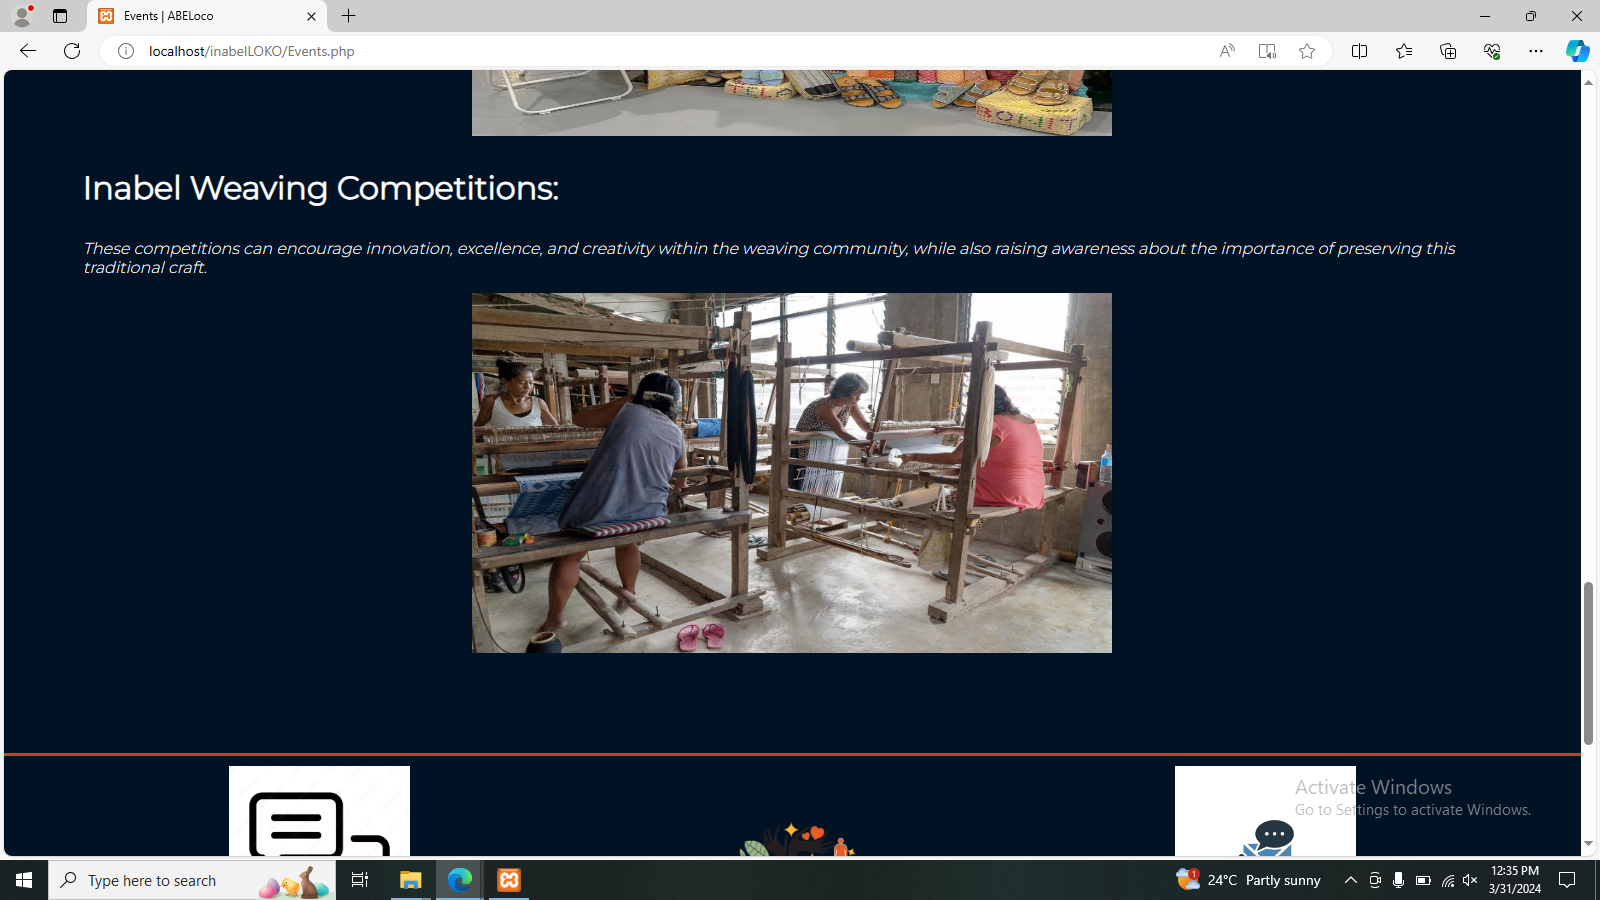 Events | ABELoco
localhost/inabelLOKO/Events.php
Inabel Weaving Competitions:
These competitions can encourage innovation, excellence, and creativity within the weaving community, while also raising awareness about the importance of preserving this
traditional craft.
Activate Windows
Go to Settings to activate Windows.
Type here to search
1
24°C Partly sunny
12:35 PM
3/31/2024